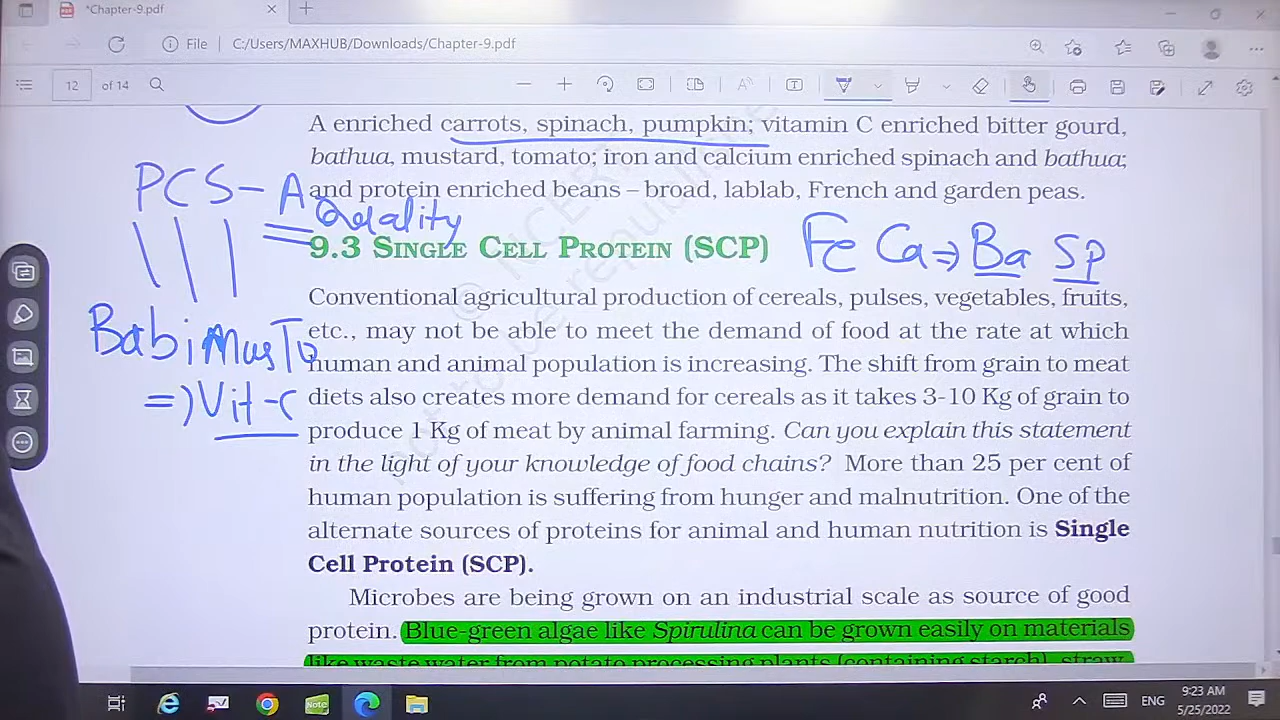 *Chapter-9.pdf
File C:/Users/MAXHUB/Downloads/Chapter-9.pdf
12 of 14
A enriched carrots, spinach, pumpkin; vitamin C enriched bitter gourd,
bathua, mustard, tomato; iron and calcium enriched spinach and bathua;
PCS-A and protein enriched beans – broad, lablab, French and garden peas.
Quality
9.3 SINGLE CELL PROTEIN (SCP) Fe Ca => Ba Sp
Conventional agricultural production of cereals, pulses, vegetables, fruits,
BabiMusTo etc., may not be able to meet the demand of food at the rate at which
human and animal population is increasing. The shift from grain to meat
=) Vit-C diets also creates more demand for cereals as it takes 3-10 Kg of grain to
produce 1 Kg of meat by animal farming. Can you explain this statement
in the light of your knowledge of food chains? More than 25 per cent of
human population is suffering from hunger and malnutrition. One of the
alternate sources of proteins for animal and human nutrition is Single
Cell Protein (SCP).
Microbes are being grown on an industrial scale as source of good
protein. Blue-green algae like Spirulina can be grown easily on materials
like waste water from potato processing plants (containing starch), straw,
ENG 9:23 AM
5/25/2022